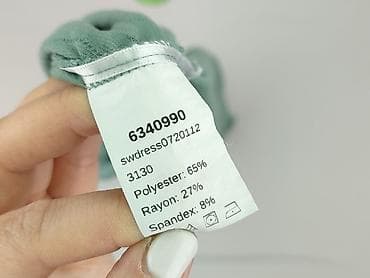 6340990
swdress0720112
3130
Polyester: 65%
Rayon: 27%
Spandex: 8%